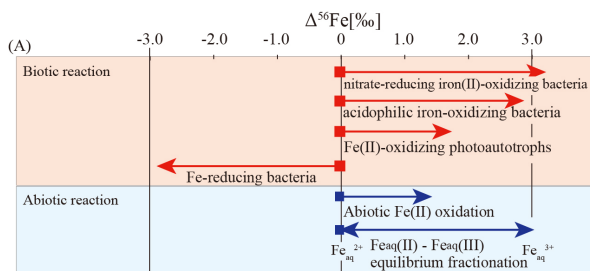 Δ⁵⁶Fe[‰]
(A)
-3.0 -2.0 -1.0 0 1.0 2.0 3.0
Biotic reaction
nitrate-reducing iron(II)-oxidizing bacteria
acidophilic iron-oxidizing bacteria
Fe(II)-oxidizing photoautotrophs
Fe-reducing bacteria
Abiotic reaction
Abiotic Fe(II) oxidation
Feaq²⁺ Feaq(II) - Feaq(III) Feaq³⁺
equilibrium fractionation